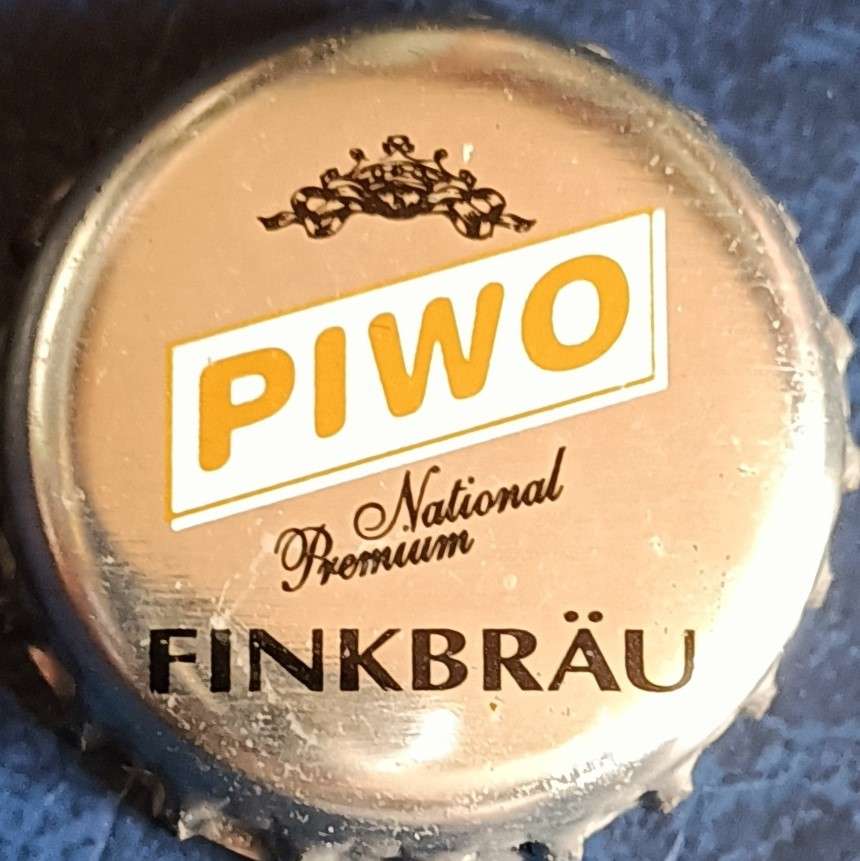 PIWO
National
Premium
FINKBRÄU